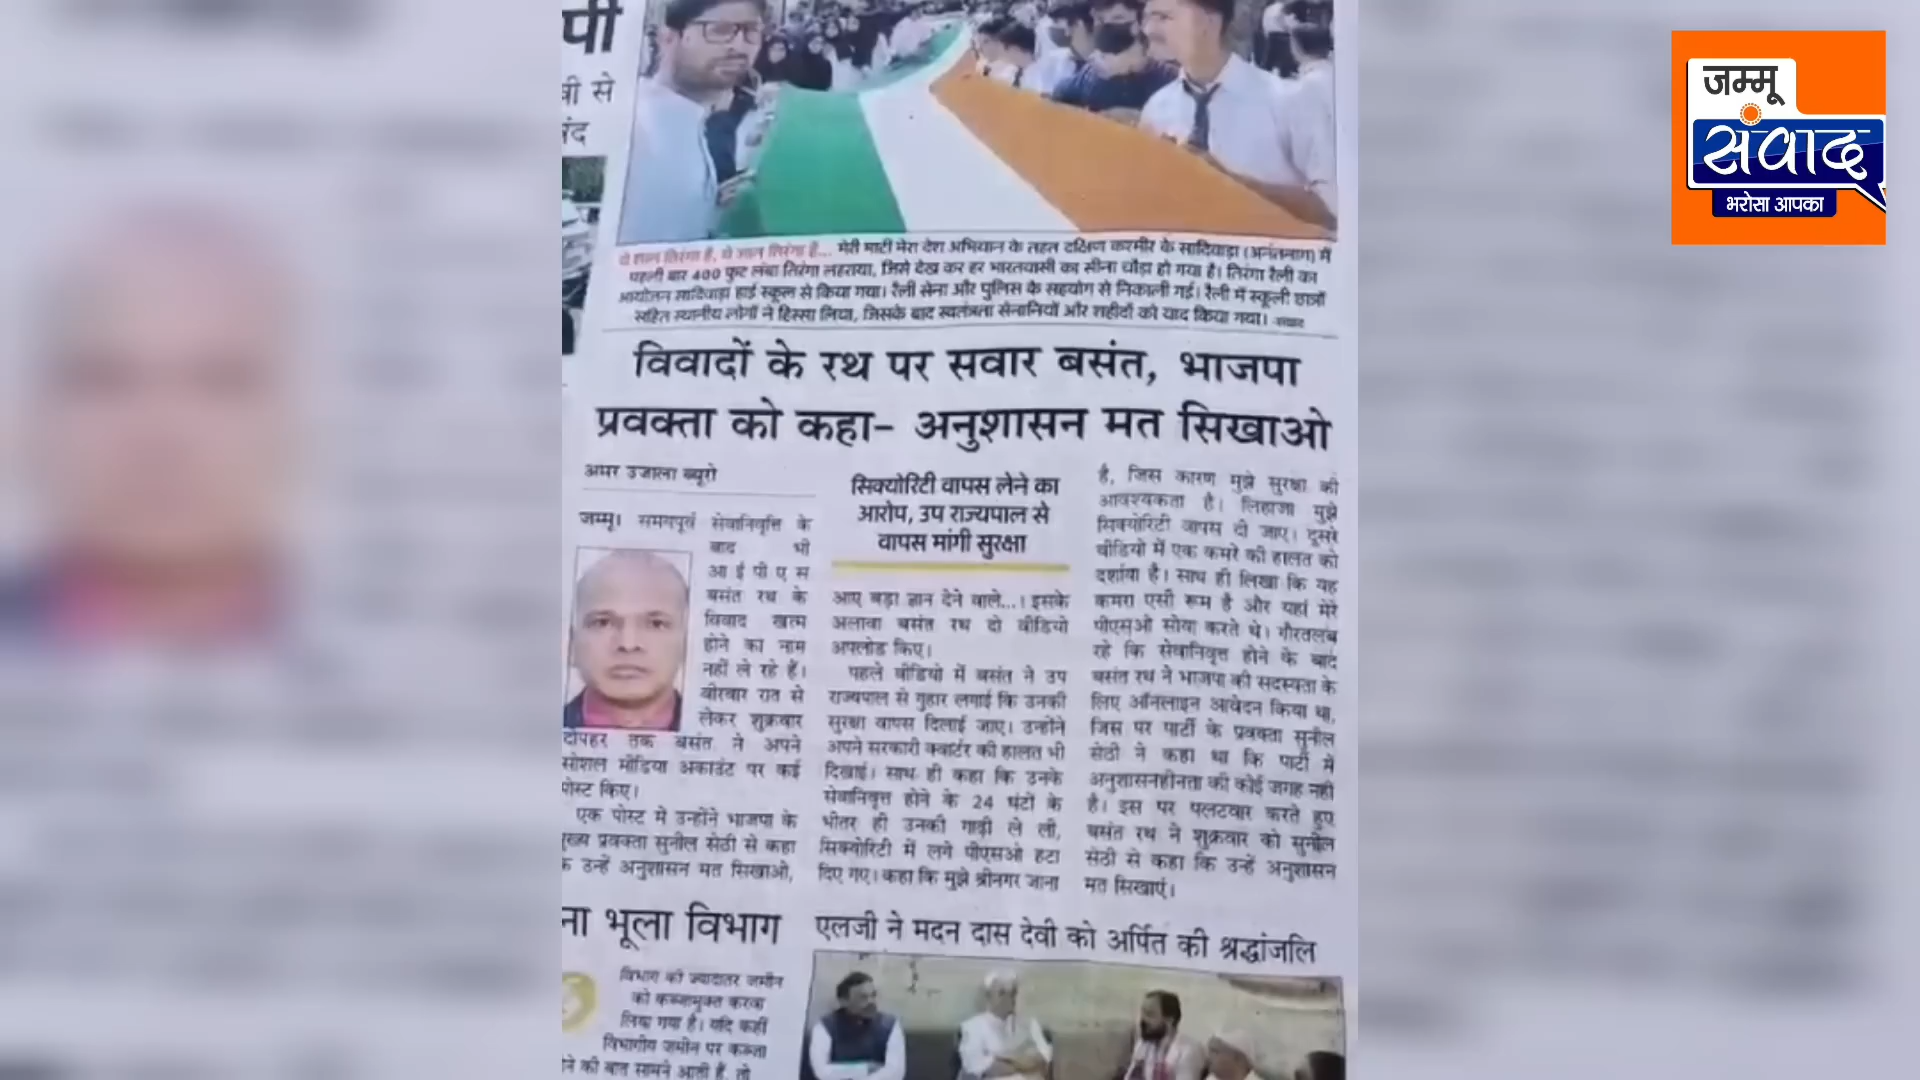 पी
वी से
जम्मू
संवाद
भरोसा आपका
ये शान तिरंगा है, ये जान तिरंगा है... मेरी माटी मेरा देश अभियान के तहत दक्षिण कश्मीर के सादिवाड़ा (अनंतनाग) में
पहली बार 400 फुट लंबा तिरंगा लहराया, जिसे देख कर हर भारतवासी का सीना चौड़ा हो गया है। तिरंगा रैली का
आयोजन सादिवाड़ा हाई स्कूल से किया गया। रैली सेना और पुलिस के सहयोग से निकाली गई। रैली में स्कूली छात्रों
सहित स्थानीय लोगों ने हिस्सा लिया, जिसके बाद स्वतंत्रता सेनानियों और शहीदों को याद किया गया। -संवाद
विवादों के रथ पर सवार बसंत, भाजपा
प्रवक्ता को कहा- अनुशासन मत सिखाओ
अमर उजाला ब्यूरो
जम्मू। समयपूर्व सेवानिवृत्ति के
बाद भी
आईपीएस
बसंत रथ के
विवाद खत्म
होने का नाम
नहीं ले रहे हैं।
वीरवार रात से
लेकर शुक्रवार
दोपहर तक बसंत ने अपने
सोशल मीडिया अकाउंट पर कई
पोस्ट किए।
एक पोस्ट में उन्होंने भाजपा के
मुख्य प्रवक्ता सुनील सेठी से कहा
उन्हें अनुशासन मत सिखाओ,
सिक्योरिटी वापस लेने का
आरोप, उप राज्यपाल से
वापस मांगी सुरक्षा
आए बड़ा ज्ञान देने वाले...। इसके
अलावा बसंत रथ दो वीडियो
अपलोड किए।
पहले वीडियो में बसंत ने उप
राज्यपाल से गुहार लगाई कि उनकी
सुरक्षा वापस दिलाई जाए। उन्होंने
अपने सरकारी क्वार्टर की हालत भी
दिखाई। साथ ही कहा कि उनके
सेवानिवृत्त होने के 24 घंटों के
भीतर ही उनकी गाड़ी ले ली,
सिक्योरिटी में लगे पीएसओ हटा
दिए गए। कहा कि मुझे श्रीनगर जाना
है, जिस कारण मुझे सुरक्षा की
आवश्यकता है। लिहाजा मुझे
सिक्योरिटी वापस दी जाए। दूसरे
वीडियो में एक कमरे की हालत को
दर्शाया है। साथ ही लिखा कि यह
कमरा एसी रूम है और यहां मेरे
पीएसओ सोया करते थे। गौरतलब
रहे कि सेवानिवृत्त होने के बाद
बसंत रथ ने भाजपा की सदस्यता के
लिए ऑनलाइन आवेदन किया था,
जिस पर पार्टी के प्रवक्ता सुनील
सेठी ने कहा था कि पार्टी में
अनुशासनहीनता की कोई जगह नहीं
है। इस पर पलटवार करते हुए
बसंत रथ ने शुक्रवार को सुनील
सेठी से कहा कि उन्हें अनुशासन
मत सिखाएं।
ना भूला विभाग
विभाग की ज्यादातर जमीन
को कब्जामुक्त करवा
लिया गया है। यदि कहीं
विभागीय जमीन पर कब्जा
की बात सामने आती है, तो
एलजी ने मदन दास देवी को अर्पित की श्रद्धांजलि